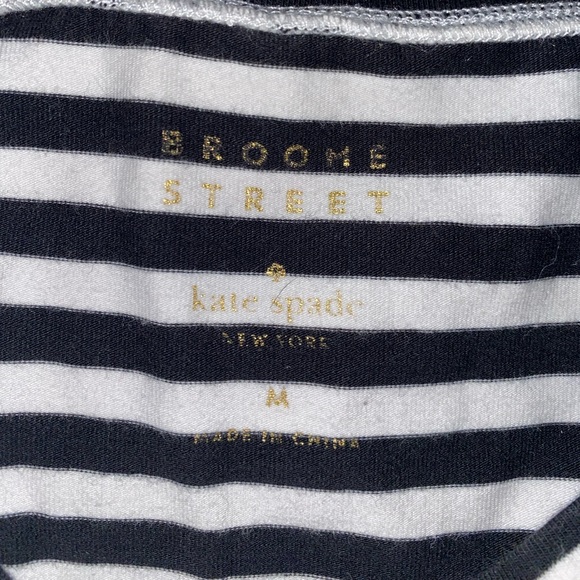 BROOME
STREET
kate spade
NEW YORK
M
MADE IN CHINA